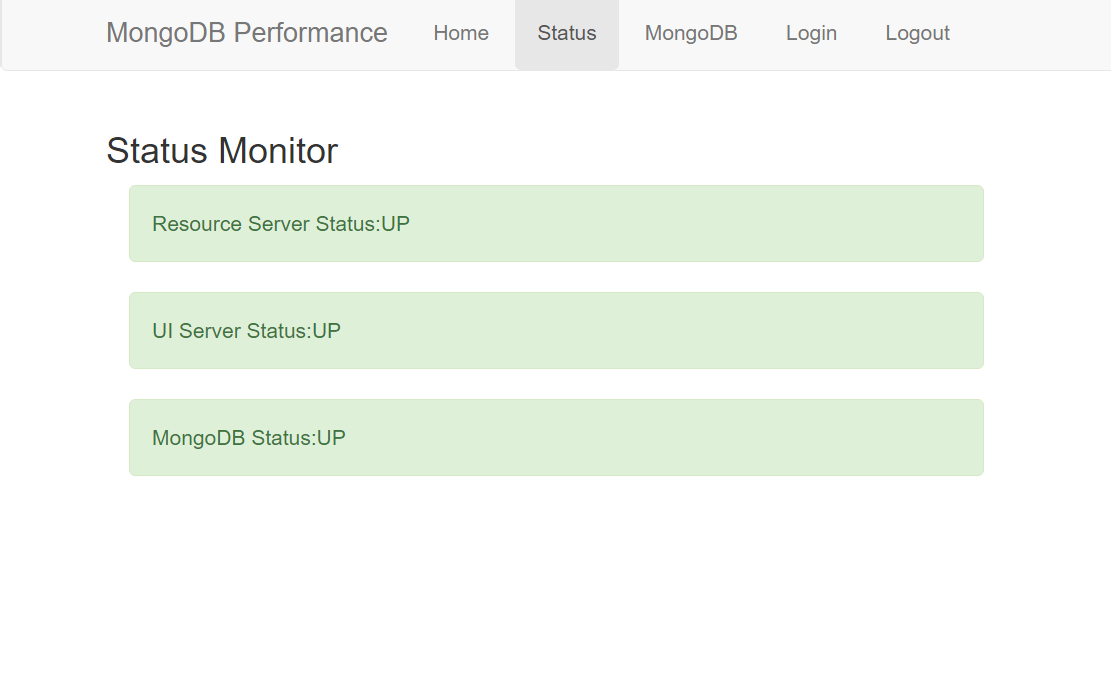 MongoDB Performance Home Status MongoDB Login Logout
Status Monitor
Resource Server Status:UP
UI Server Status:UP
MongoDB Status:UP